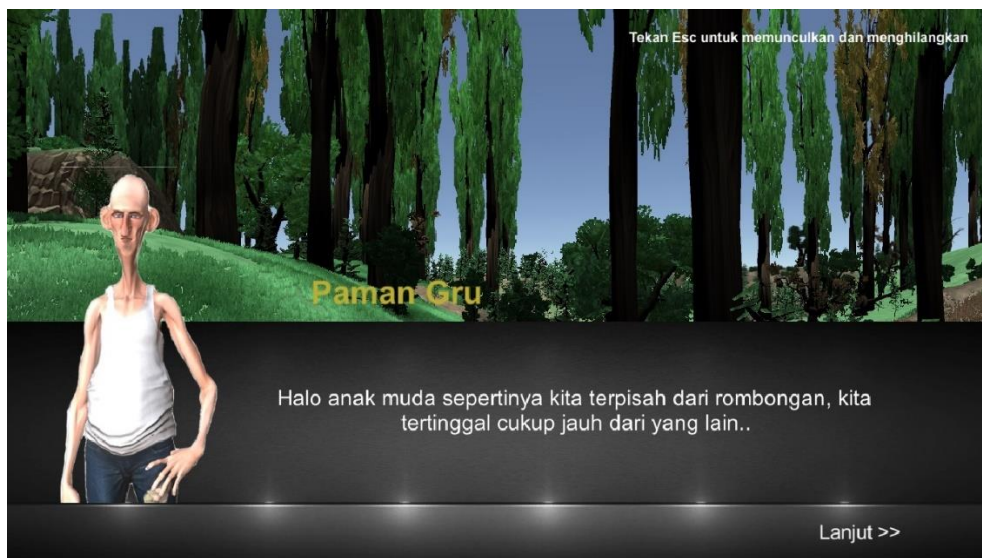 Tekan Esc untuk memunculkan dan menghilangkan
Paman Gru
Halo anak muda sepertinya kita terpisah dari rombongan, kita
tertinggal cukup jauh dari yang lain..
Lanjut >>